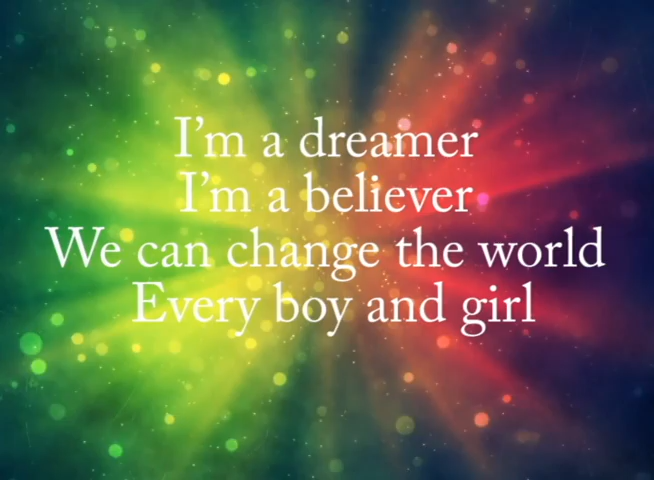 I'm a dreamer
I'm a believer
We can change the world
Every boy and girl